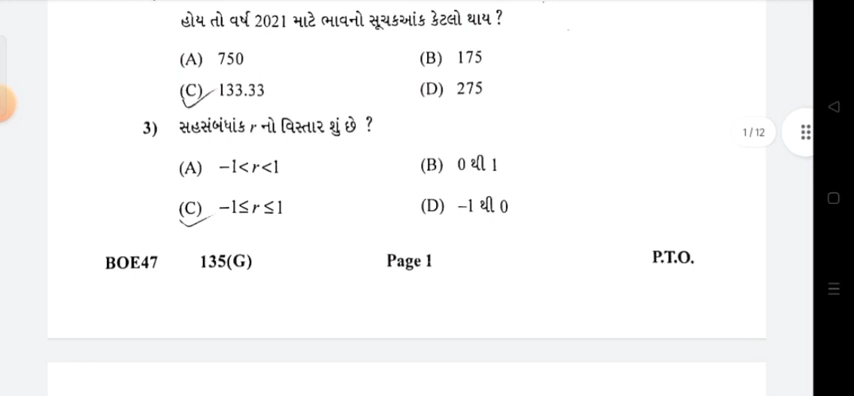 હોય તો વર્ષ 2021 માટે ભાવનો સૂચકઆંક કેટલો થાય ?
(A) 750 (B) 175
(C) 133.33 (D) 275
3) સહસંબંધાંક r નો વિસ્તાર શું છે ?
(A) –1<r<1 (B) 0 થી 1
(C) –1≤r≤1 (D) –1 થી 0
BOE47 135(G) Page 1 P.T.O.
1/12